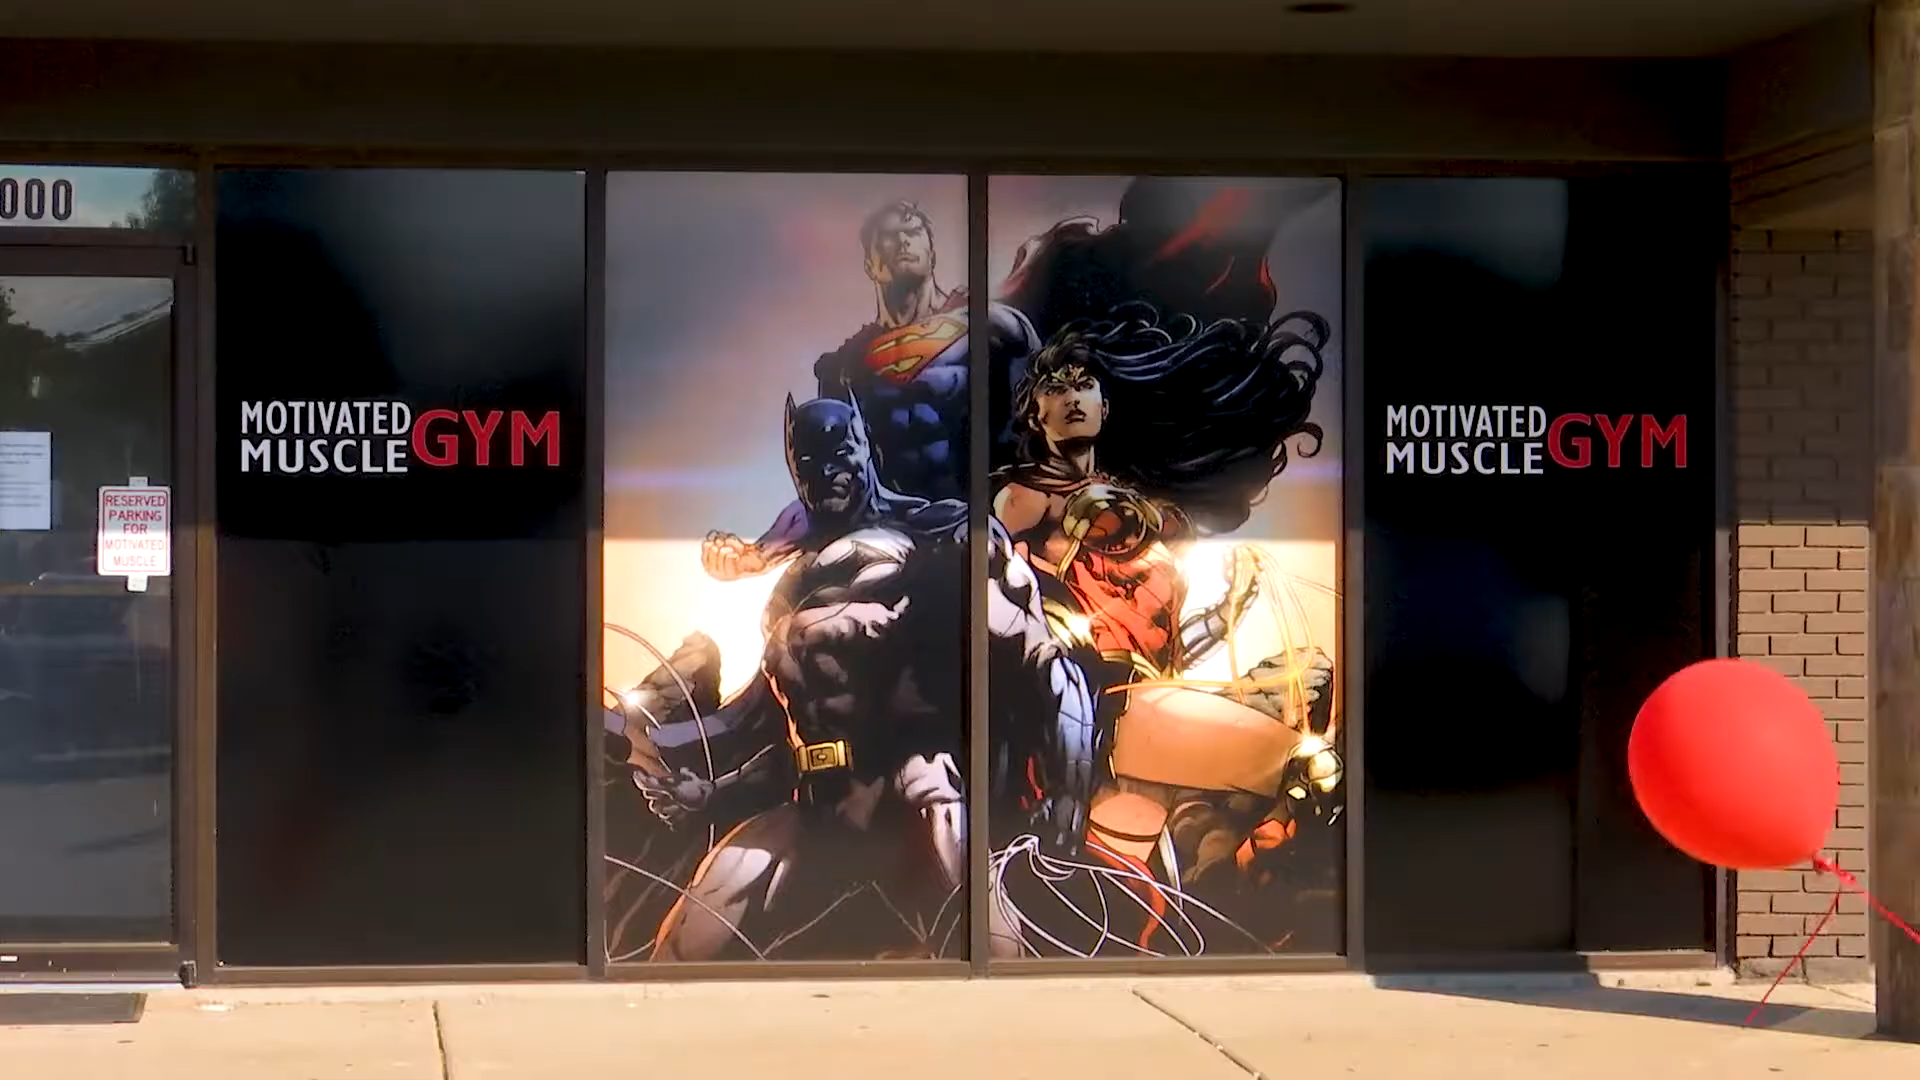 000
RESERVED
PARKING
FOR
MOTIVATED
MUSCLE
MOTIVATED
MUSCLE GYM
MOTIVATED
MUSCLE GYM